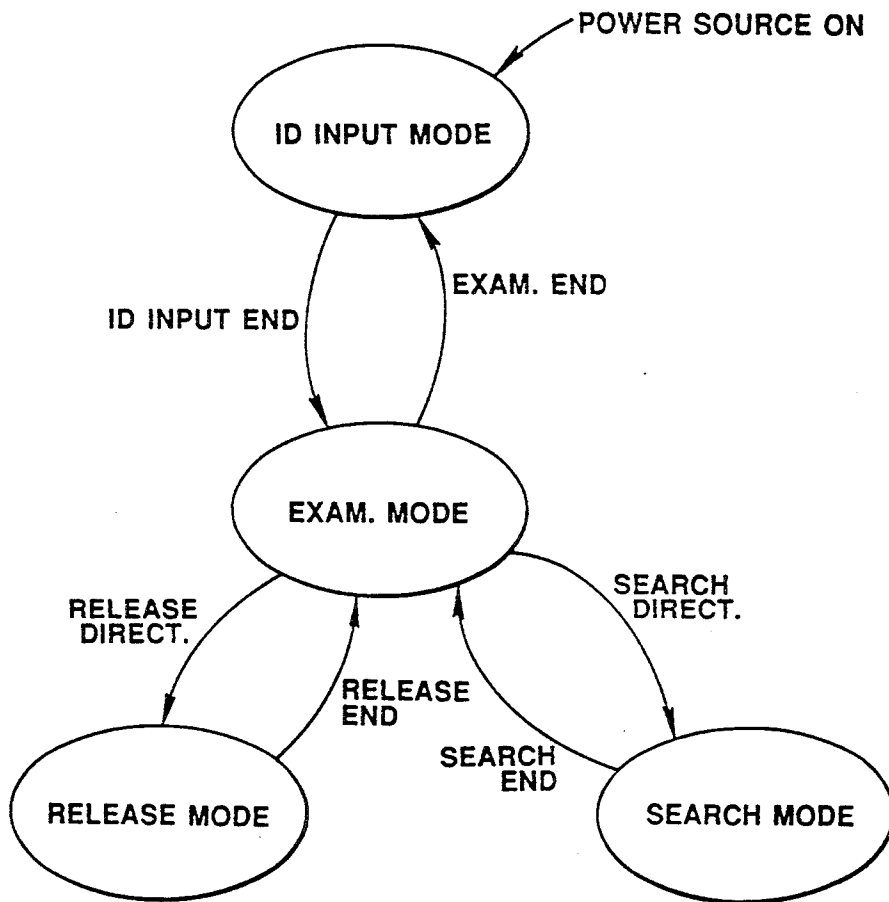 POWER SOURCE ON
ID INPUT MODE
EXAM. END
ID INPUT END
EXAM. MODE
RELEASE
DIRECT.
SEARCH
DIRECT.
RELEASE
END
SEARCH
END
RELEASE MODE
SEARCH MODE